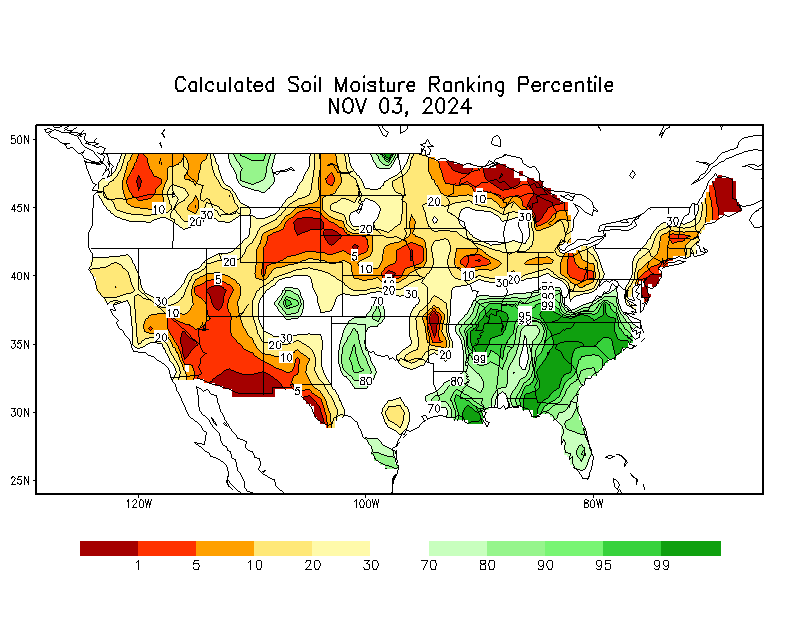 Calculated Soil Moisture Ranking Percentile
NOV 03, 2024
50N
45N
40N
35N
30N
25N
120W 100W 80W
10 20 30 20 10 30 30
20 20
5 10 10 20
20 5 10 20 30 30 20 90
30 10 70 99
20 95
30 20 10 20 99
5 80 80
70
1 5 10 20 30 70 80 90 95 99